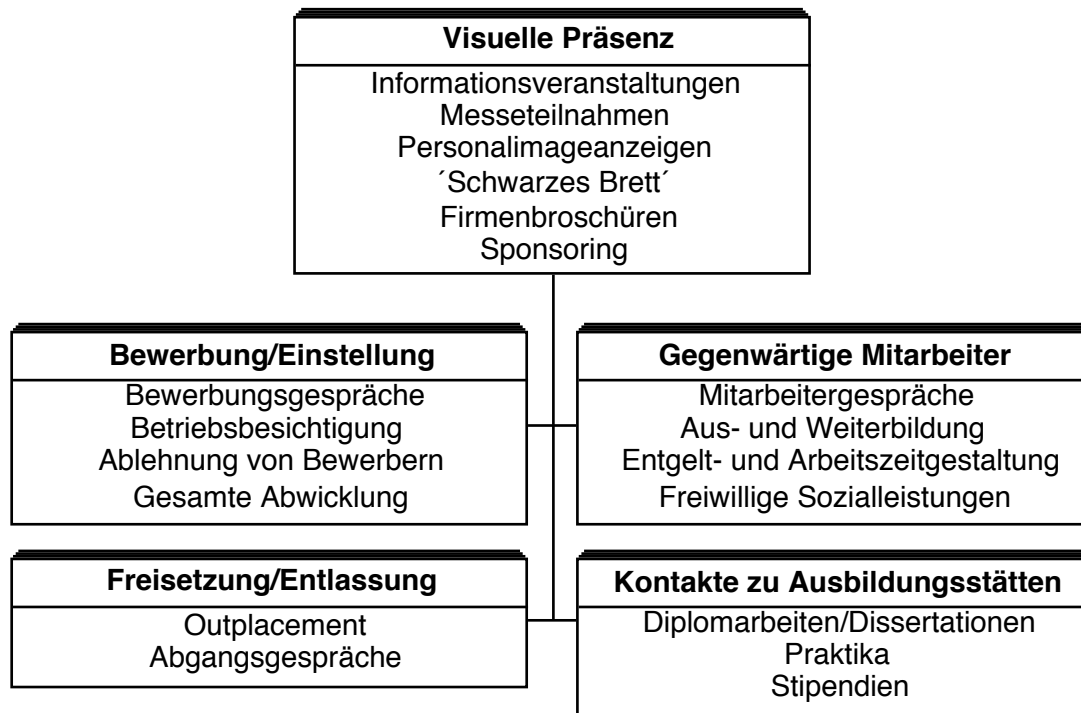 Visuelle Präsenz
Informationsveranstaltungen
Messeteilnahmen
Personalimageanzeigen
´Schwarzes Brett´
Firmenbroschüren
Sponsoring
Bewerbung/Einstellung
Bewerbungsgespräche
Betriebsbesichtigung
Ablehnung von Bewerbern
Gesamte Abwicklung
Gegenwärtige Mitarbeiter
Mitarbeitergespräche
Aus- und Weiterbildung
Entgelt- und Arbeitszeitgestaltung
Freiwillige Sozialleistungen
Freisetzung/Entlassung
Outplacement
Abgangsgespräche
Kontakte zu Ausbildungsstätten
Diplomarbeiten/Dissertationen
Praktika
Stipendien